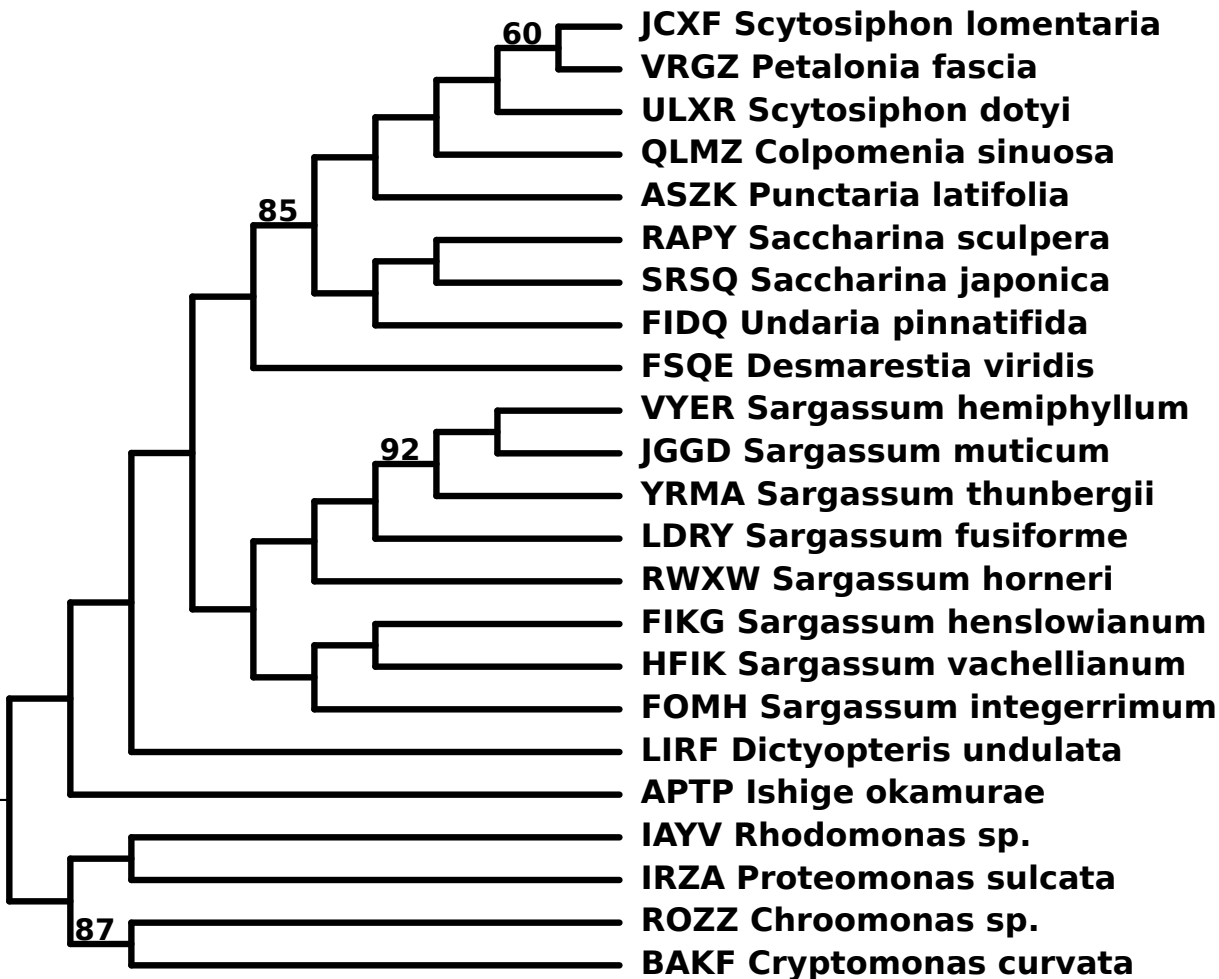 JCXF Scytosiphon lomentaria
60
VRGZ Petalonia fascia
ULXR Scytosiphon dotyi
QLMZ Colpomenia sinuosa
ASZK Punctaria latifolia
85
RAPY Saccharina sculpera
SRSQ Saccharina japonica
FIDQ Undaria pinnatifida
FSQE Desmarestia viridis
VYER Sargassum hemiphyllum
92
JGGD Sargassum muticum
YRMA Sargassum thunbergii
LDRY Sargassum fusiforme
RWXW Sargassum horneri
FIKG Sargassum henslowianum
HFIK Sargassum vachellianum
FOMH Sargassum integerrimum
LIRF Dictyopteris undulata
APTP Ishige okamurae
IAYV Rhodomonas sp.
IRZA Proteomonas sulcata
ROZZ Chroomonas sp.
87
BAKF Cryptomonas curvata